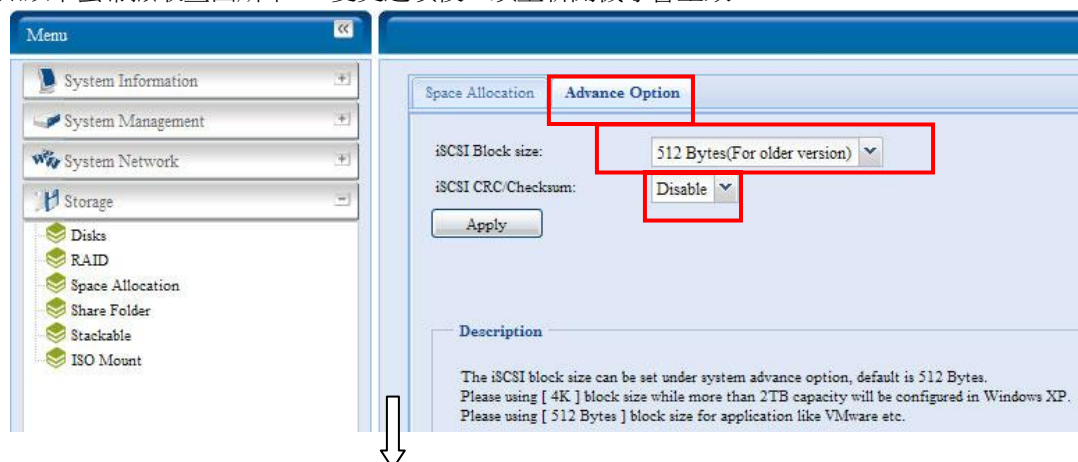 Menu
System Information
System Management
System Network
Storage
Disks
RAID
Space Allocation
Share Folder
Stackable
ISO Mount
Space Allocation
Advance Option
iSCSI Block size:
512 Bytes(For older version)
iSCSI CRC/Checksum:
Disable
Apply
Description
The iSCSI block size can be set under system advance option, default is 512 Bytes.
Please using [ 4K ] block size while more than 2TB capacity will be configured in Windows XP.
Please using [ 512 Bytes ] block size for application like VMware etc.